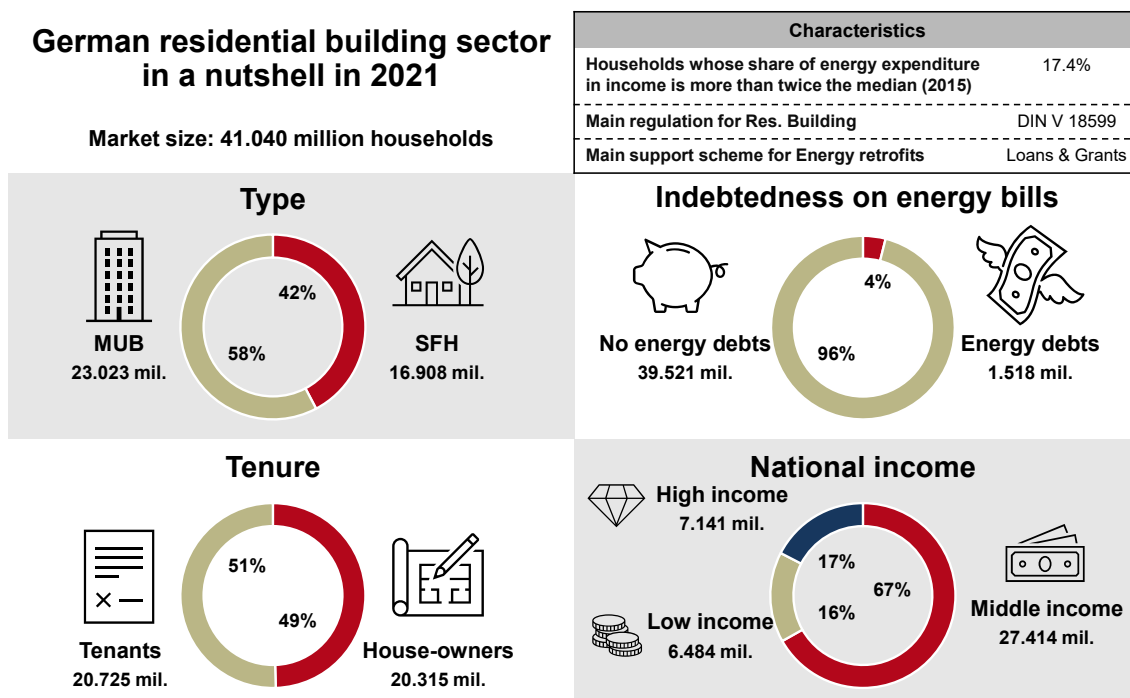 German residential building sector
in a nutshell in 2021
Market size: 41.040 million households
Characteristics
Households whose share of energy expenditure
in income is more than twice the median (2015)
17.4%
Main regulation for Res. Building
DIN V 18599
Main support scheme for Energy retrofits
Loans & Grants
Type
42%
58%
MUB
23.023 mil.
SFH
16.908 mil.
Indebtedness on energy bills
4%
96%
No energy debts
39.521 mil.
Energy debts
1.518 mil.
Tenure
51%
49%
Tenants
20.725 mil.
House-owners
20.315 mil.
National income
High income
7.141 mil.
17%
67%
16%
Low income
6.484 mil.
Middle income
27.414 mil.